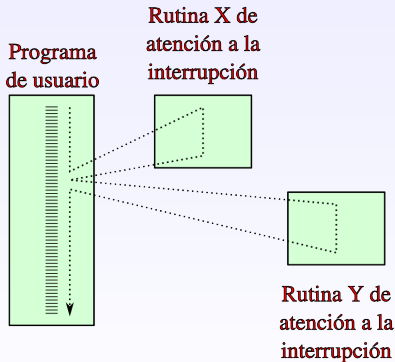 Programa
de usuario
Rutina X de
atención a la
interrupción
Rutina Y de
atención a la
interrupción